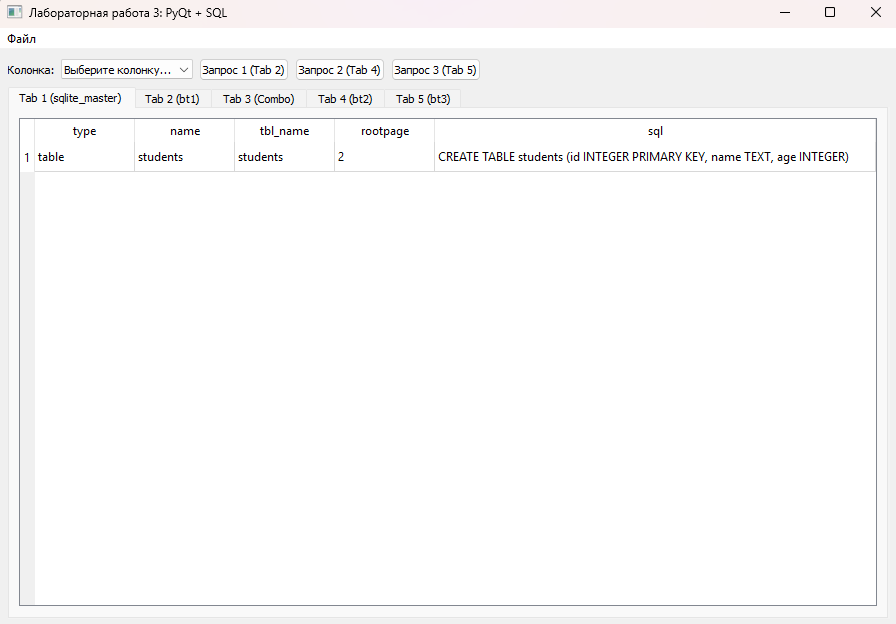 Лабораторная работа 3: PyQt + SQL
Файл
Колонка: Выберите колонку... Запрос 1 (Tab 2) Запрос 2 (Tab 4) Запрос 3 (Tab 5)
Tab 1 (sqlite_master) Tab 2 (bt1) Tab 3 (Combo) Tab 4 (bt2) Tab 5 (bt3)
type name tbl_name rootpage sql
1 table students students 2 CREATE TABLE students (id INTEGER PRIMARY KEY, name TEXT, age INTEGER)